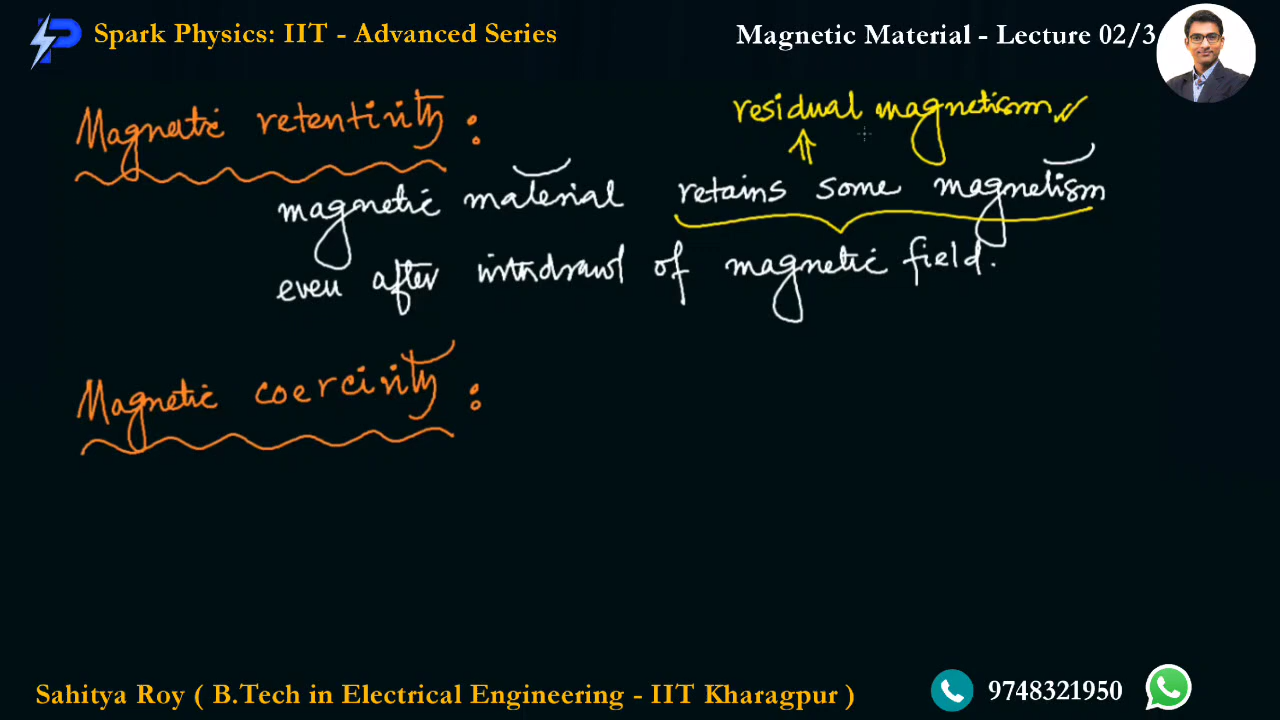 Spark Physics: IIT - Advanced Series
Magnetic Material - Lecture 02/3
residual magnetism
Magnetic retentivity :
magnetic material retains some magnetism
even after withdrawl of magnetic field.
Magnetic coercivity :
Sahitya Roy ( B.Tech in Electrical Engineering - IIT Kharagpur )
9748321950